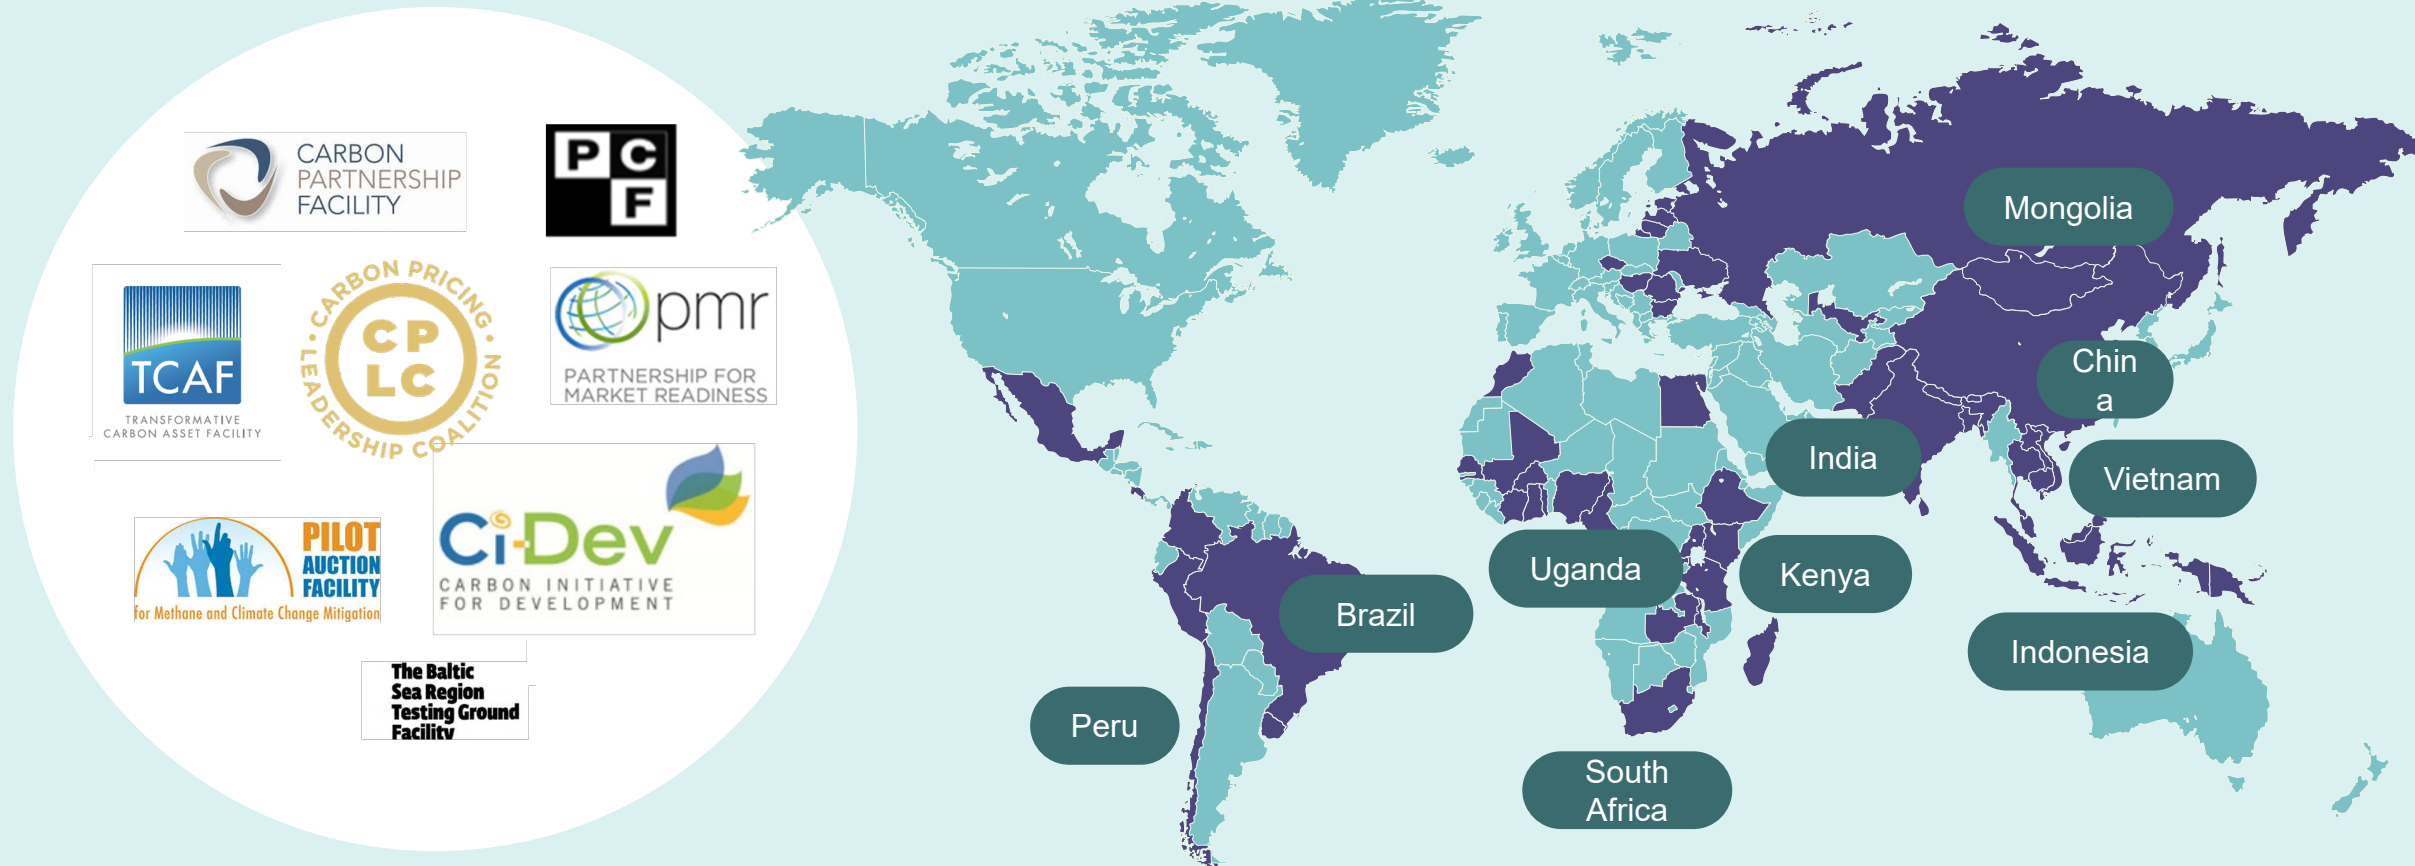 CARBON
PARTNERSHIP
FACILITY
P C
F
TCAF
TRANSFORMATIVE
CARBON ASSET FACILITY
CARBON PRICING
CP
LC
LEADERSHIP COALITION
pmr
PARTNERSHIP FOR
MARKET READINESS
PILOT
AUCTION
FACILITY
for Methane and Climate Change Mitigation
Ci-Dev
CARBON INITIATIVE
FOR DEVELOPMENT
The Baltic
Sea Region
Testing Ground
Facility
Mongolia
Chin
a
India
Vietnam
Uganda
Kenya
Brazil
Indonesia
Peru
South
Africa